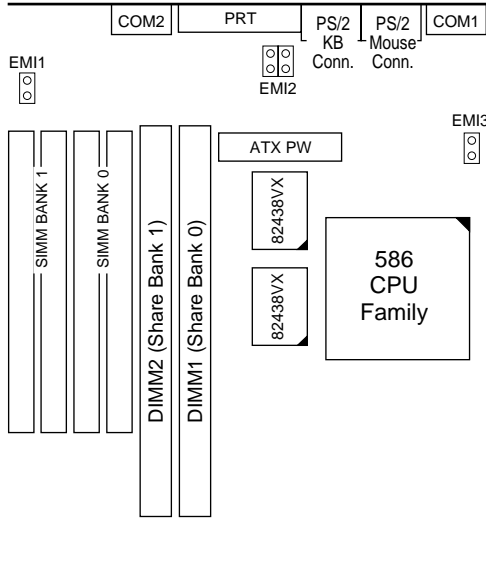 COM2
PRT
PS/2
KB
Conn.
PS/2
Mouse
Conn.
COM1
EMI1
EMI2
EMI3
ATX PW
SIMM BANK 1
SIMM BANK 0
DIMM2 (Share Bank 1)
DIMM1 (Share Bank 0)
82438VX
82438VX
586
CPU
Family